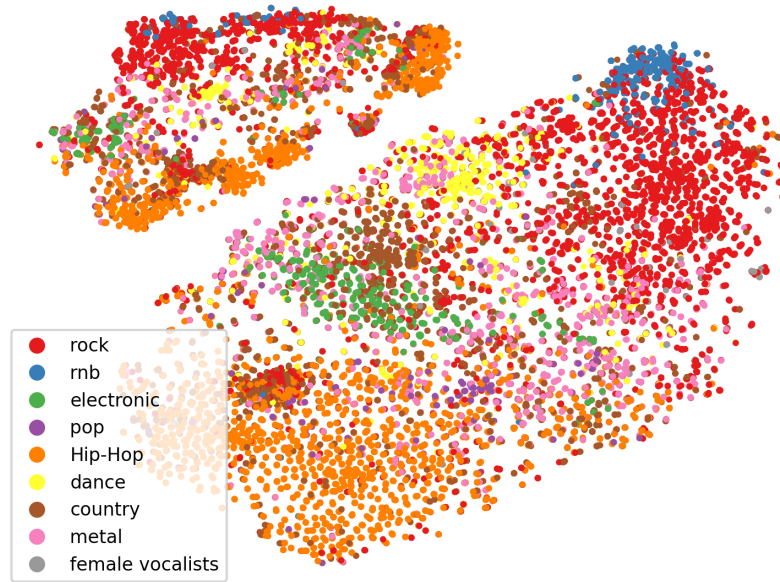 rock
rnb
electronic
pop
Hip-Hop
dance
country
metal
female vocalists